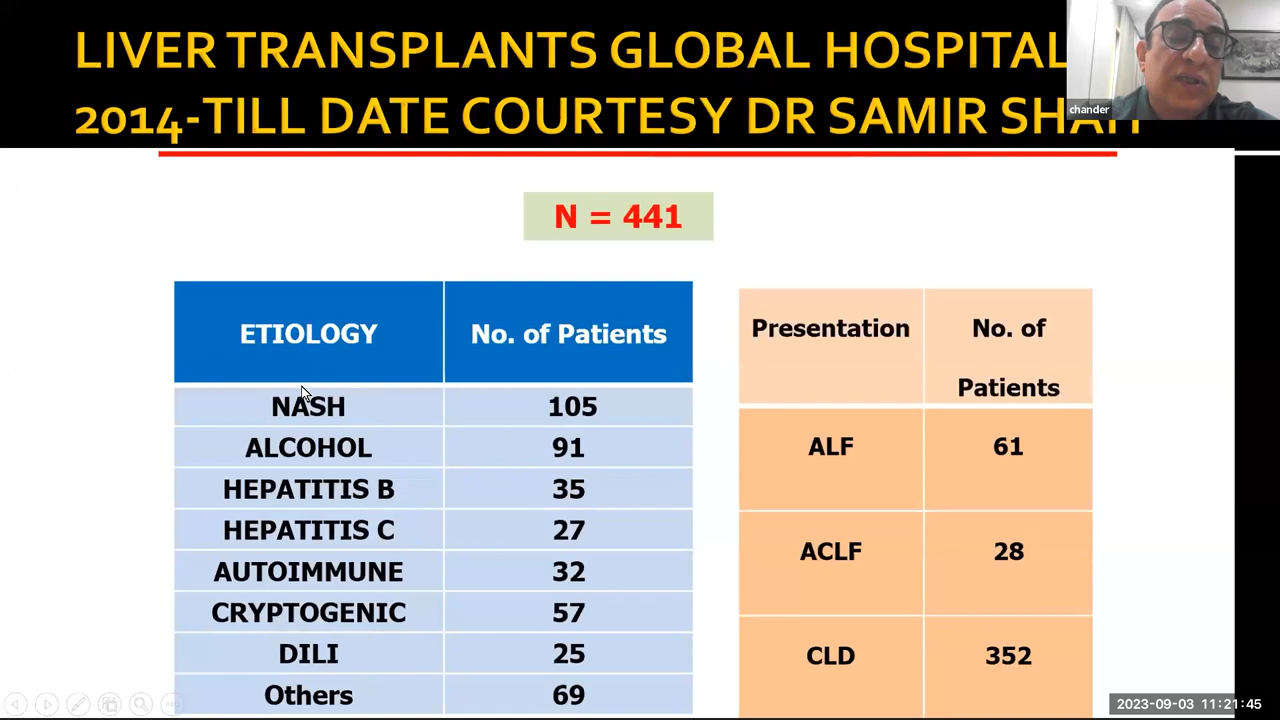 LIVER TRANSPLANTS GLOBAL HOSPITAL
2014-TILL DATE COURTESY DR SAMIR SHAH
chander
N = 441
ETIOLOGY No. of Patients
NASH 105
ALCOHOL 91
HEPATITIS B 35
HEPATITIS C 27
AUTOIMMUNE 32
CRYPTOGENIC 57
DILI 25
Others 69
Presentation No. of
Patients
ALF 61
ACLF 28
CLD 352
2023-09-03 11:21:45